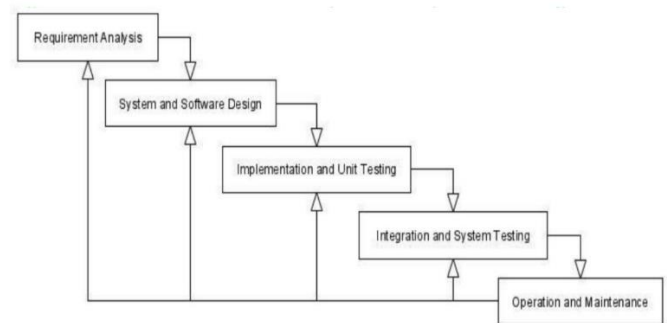 Requirement Analysis
System and Software Design
Implementation and Unit Testing
Integration and System Testing
Operation and Maintenance